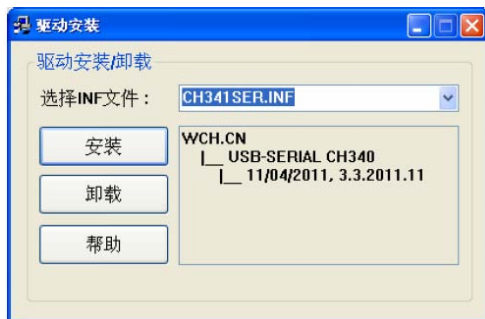 驱动安装
驱动安装/卸载
选择INF文件：
CH341SER.INF
安装
卸载
帮助
WCH.CN
|__ USB-SERIAL CH340
|__ 11/04/2011, 3.3.2011.11